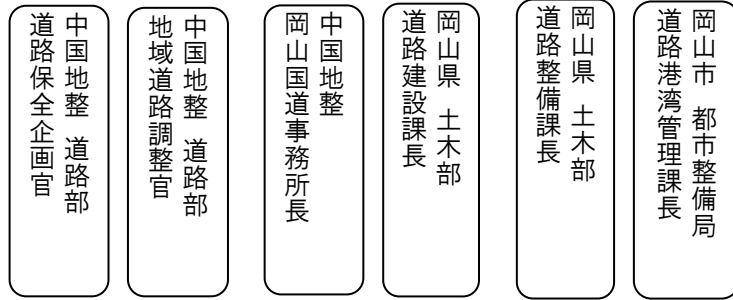 岡山市 都市整備局
道路港湾管理課長
岡山県 土木部
道路整備課長
岡山県 土木部
道路建設課長
中国地整
岡山国道事務所長
中国地整 道路部
地域道路調整官
中国地整 道路部
道路保全企画官